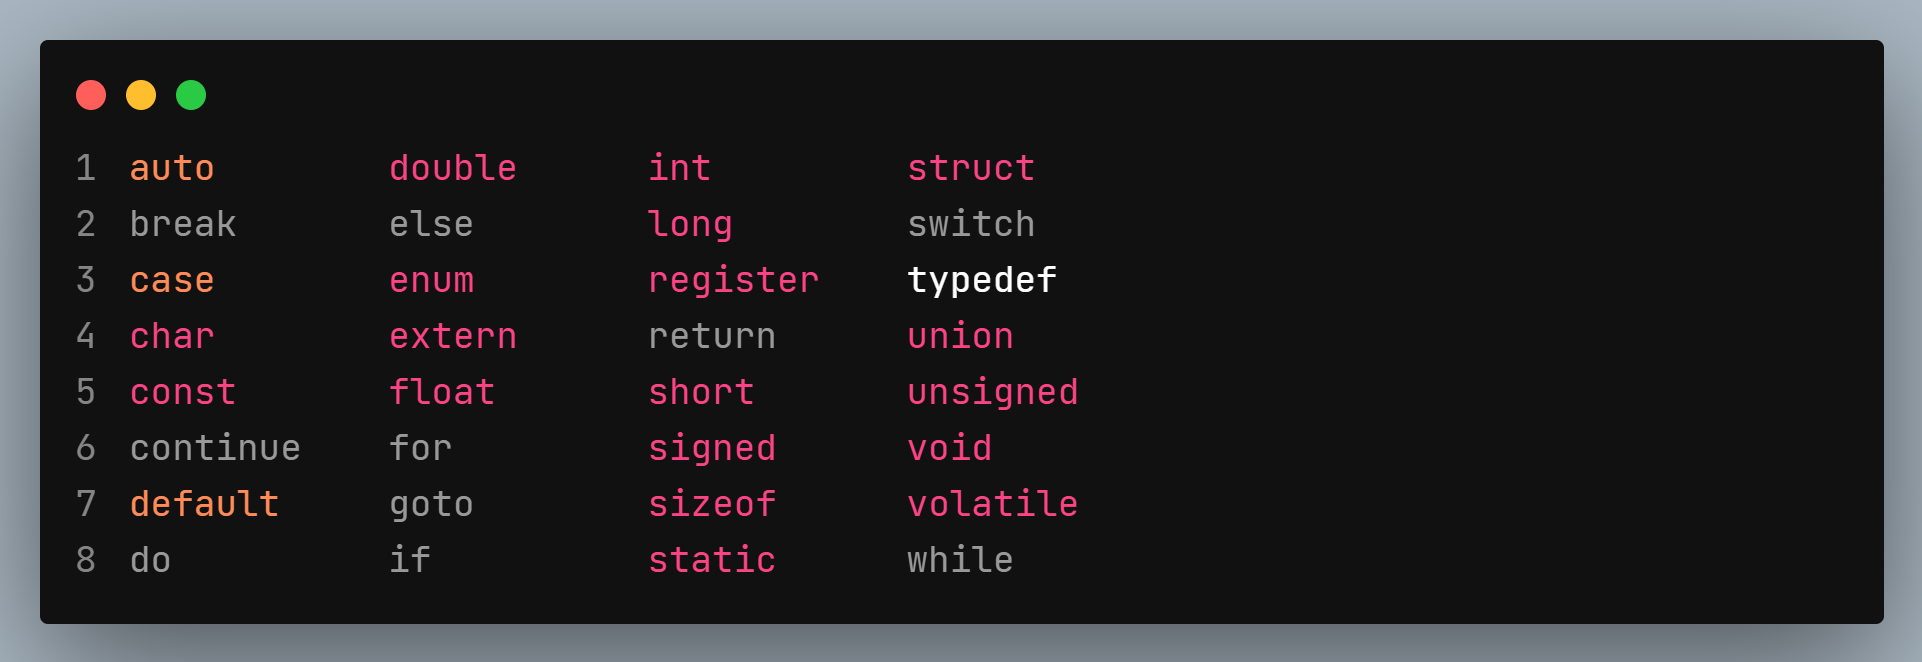 1 auto double int struct
2 break else long switch
3 case enum register typedef
4 char extern return union
5 const float short unsigned
6 continue for signed void
7 default goto sizeof volatile
8 do if static while